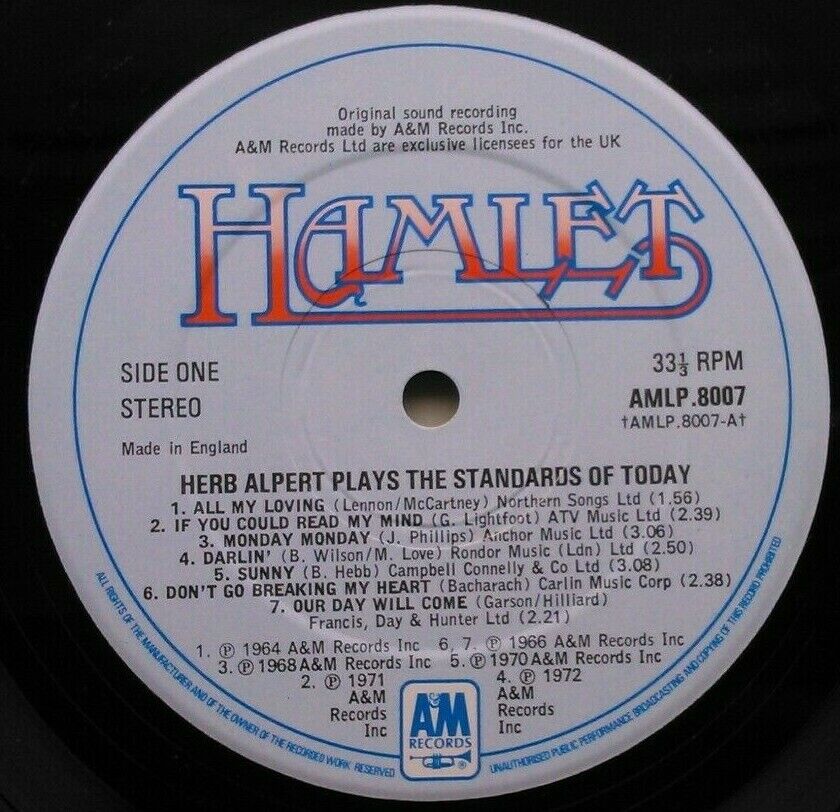 Original sound recording
made by A&M Records Inc.
A&M Records Ltd are exclusive licensees for the UK
HAMLET
SIDE ONE
STEREO
33⅓ RPM
AMLP.8007
†AMLP.8007-A†
Made in England
HERB ALPERT PLAYS THE STANDARDS OF TODAY
1. ALL MY LOVING (Lennon/McCartney) Northern Songs Ltd (1.56)
2. IF YOU COULD READ MY MIND (G. Lightfoot) ATV Music Ltd (2.39)
3. MONDAY MONDAY (J. Phillips) Anchor Music Ltd (3.06)
4. DARLIN' (B. Wilson/M. Love) Rondor Music (Ldn) Ltd (2.50)
5. SUNNY (B. Hebb) Campbell Connelly & Co Ltd (3.08)
6. DON'T GO BREAKING MY HEART (Bacharach) Carlin Music Corp (2.38)
7. OUR DAY WILL COME (Garson/Hilliard)
Francis, Day & Hunter Ltd (2.21)
1. ℗ 1964 A&M Records Inc 6, 7. ℗ 1966 A&M Records Inc
3. ℗ 1968 A&M Records Inc 5. ℗ 1970 A&M Records Inc
2. ℗ 1971
A&M
Records
Inc
4. ℗ 1972
A&M
Records
Inc
A&M
RECORDS
ALL RIGHTS OF THE MANUFACTURER AND OF THE OWNER OF THE RECORDED WORK RESERVED
UNAUTHORISED PUBLIC PERFORMANCE BROADCASTING AND COPYING OF THIS RECORD PROHIBITED